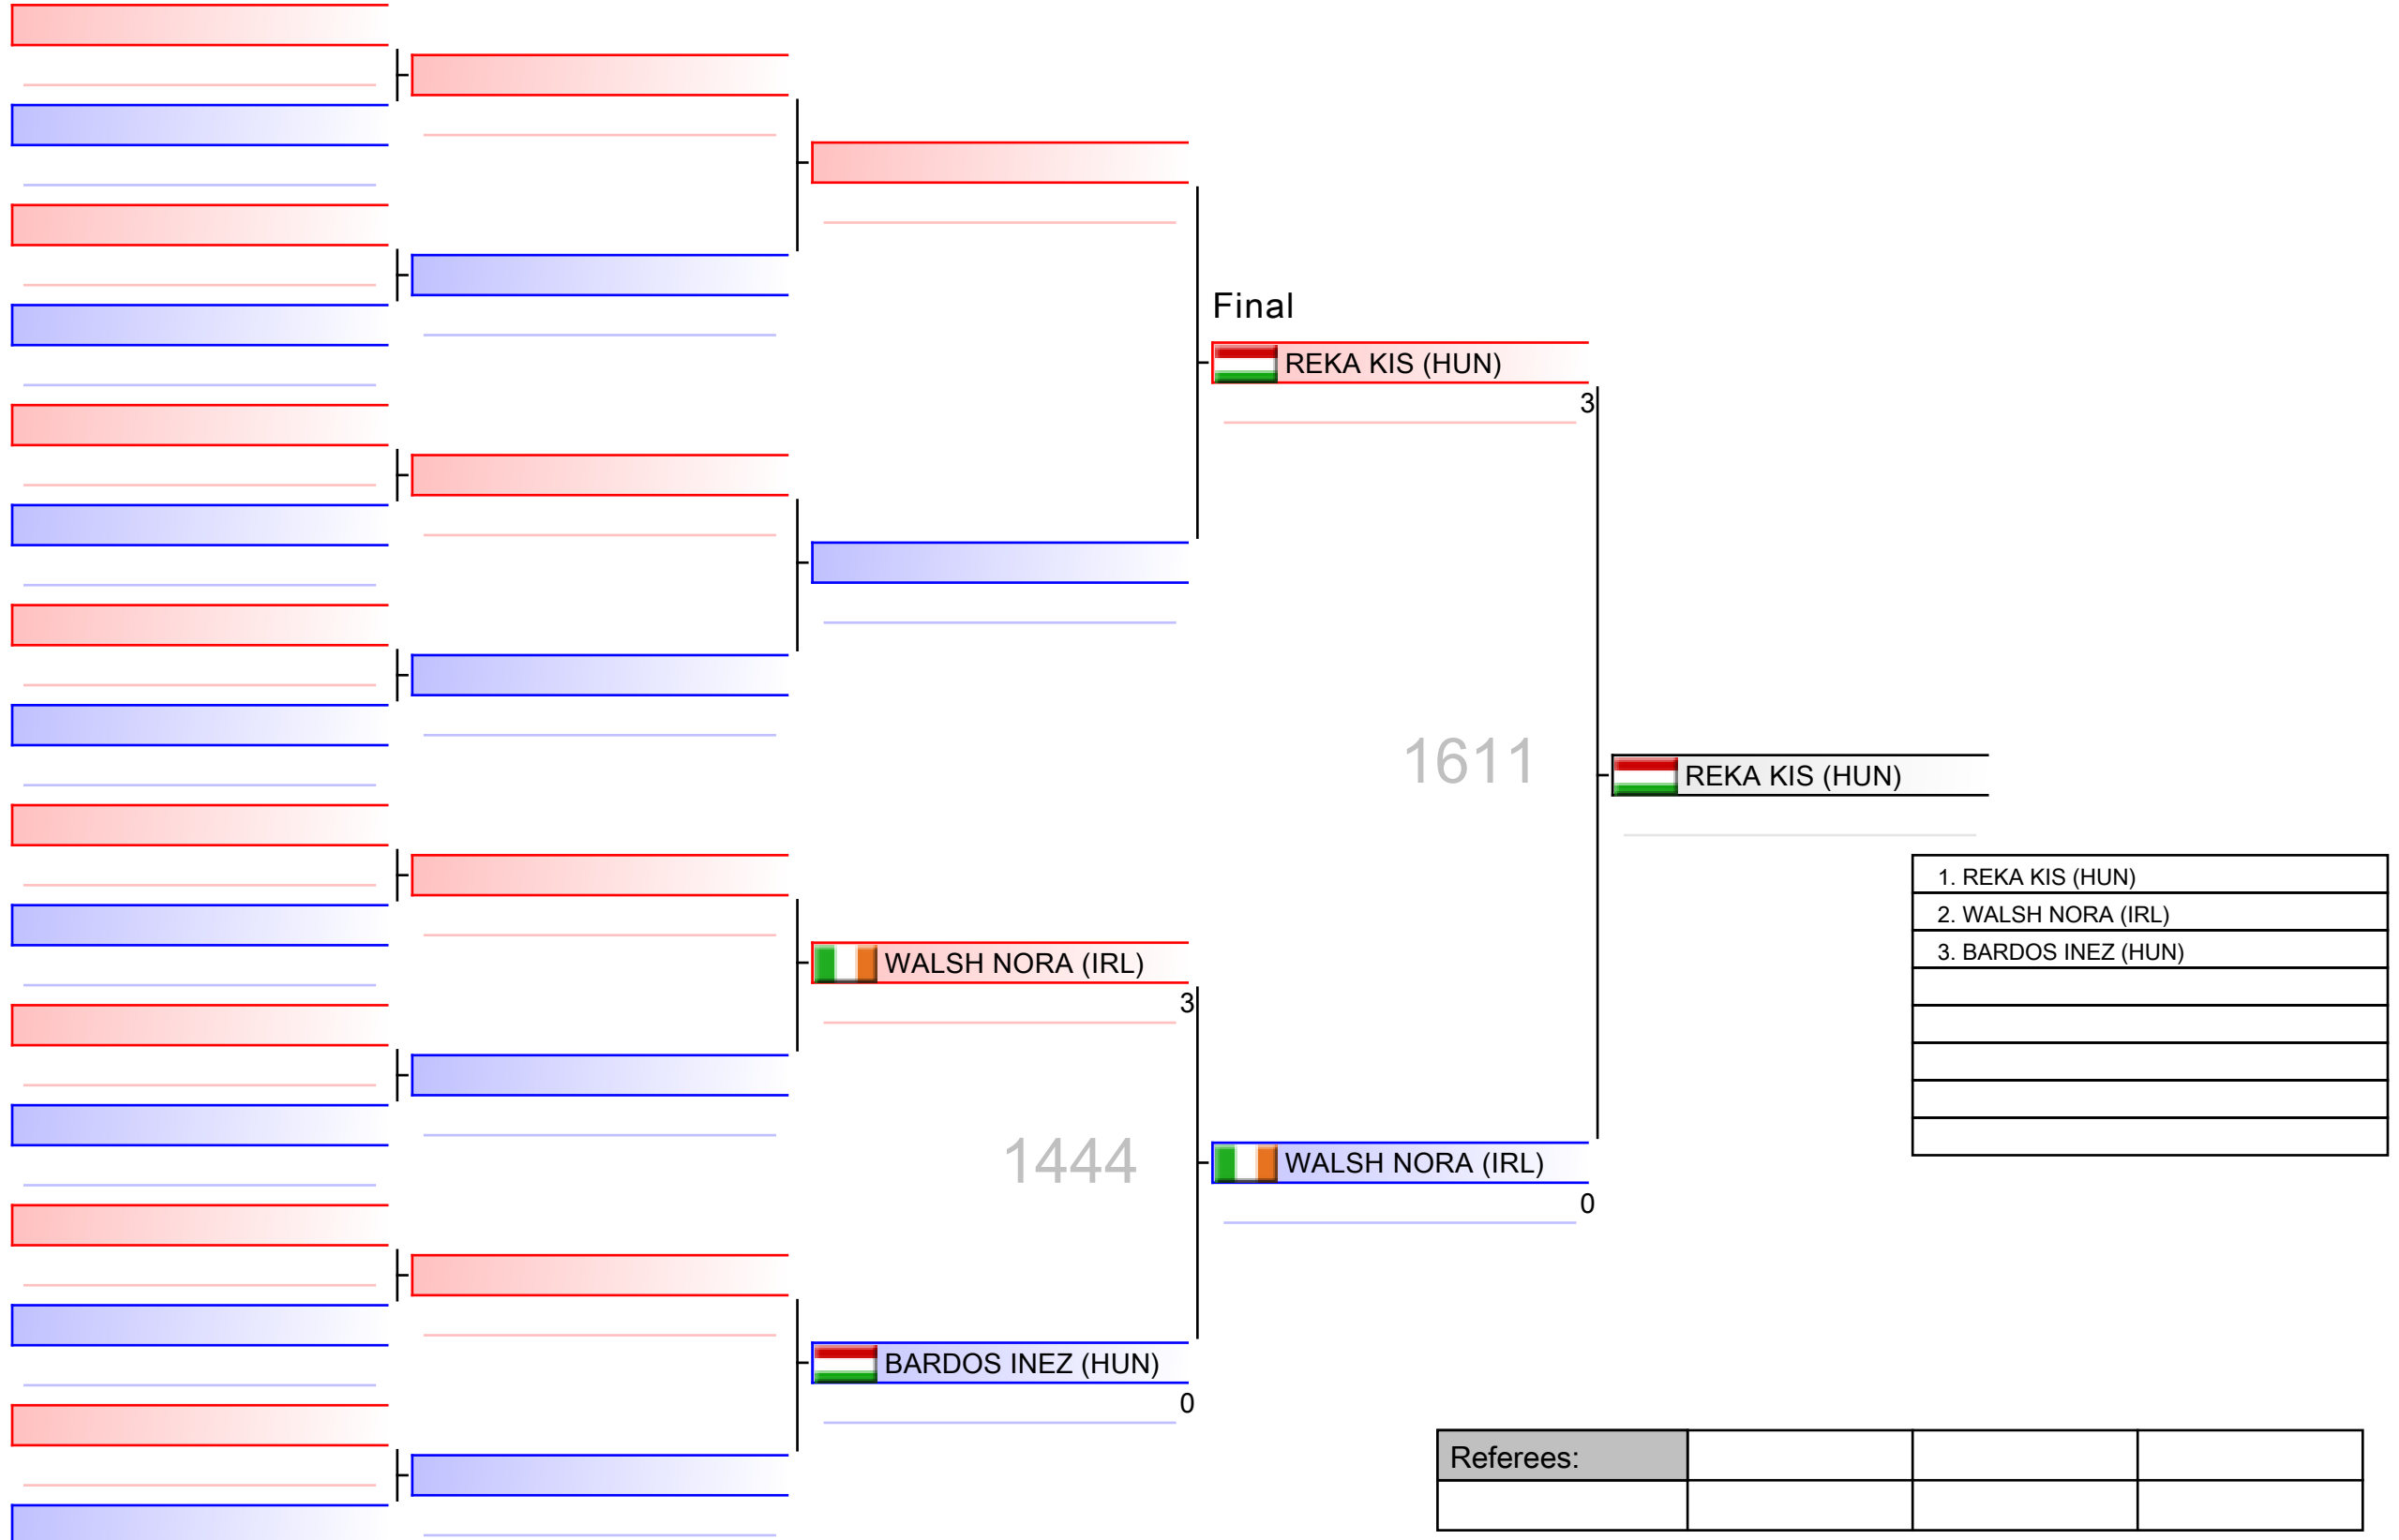 Final
REKA KIS (HUN)
3
1611
REKA KIS (HUN)
1. REKA KIS (HUN)
2. WALSH NORA (IRL)
3. BARDOS INEZ (HUN)
WALSH NORA (IRL)
3
1444
WALSH NORA (IRL)
0
BARDOS INEZ (HUN)
0
Referees: